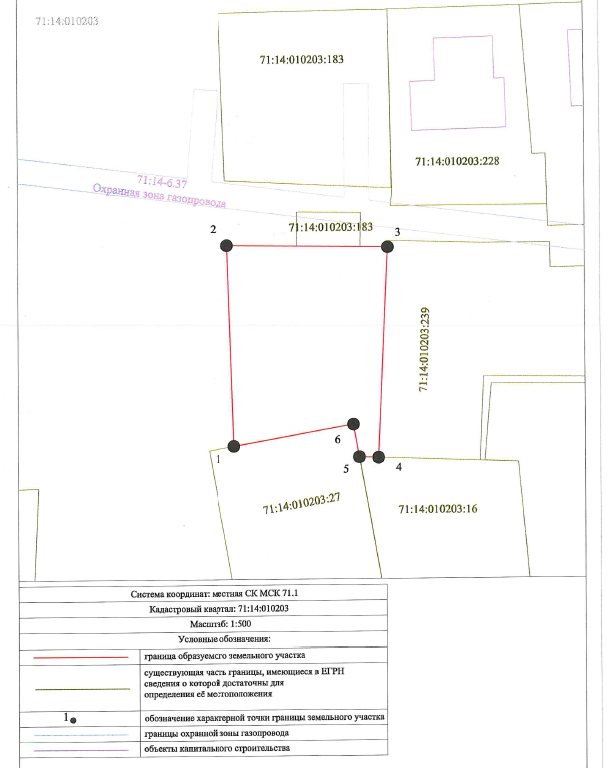 71:14:010203
71:14:010203:183
71:14:010203:228
71:14-6.37
Охранная зона газопровода
71:14:010203:183
2
3
71:14:010203:239
1
6
5
4
71:14:010203:27
71:14:010203:16
Система координат: местная СК МСК 71.1
Кадастровый квартал: 71:14:010203
Масштаб: 1:500
Условные обозначения:
граница образуемого земельного участка
существующая часть границы, имеющиеся в ЕГРН
сведения о которой достаточны для
определения её местоположения
1
обозначение характерной точки границы земельного участка
границы охранной зоны газопровода
объекты капитального строительства